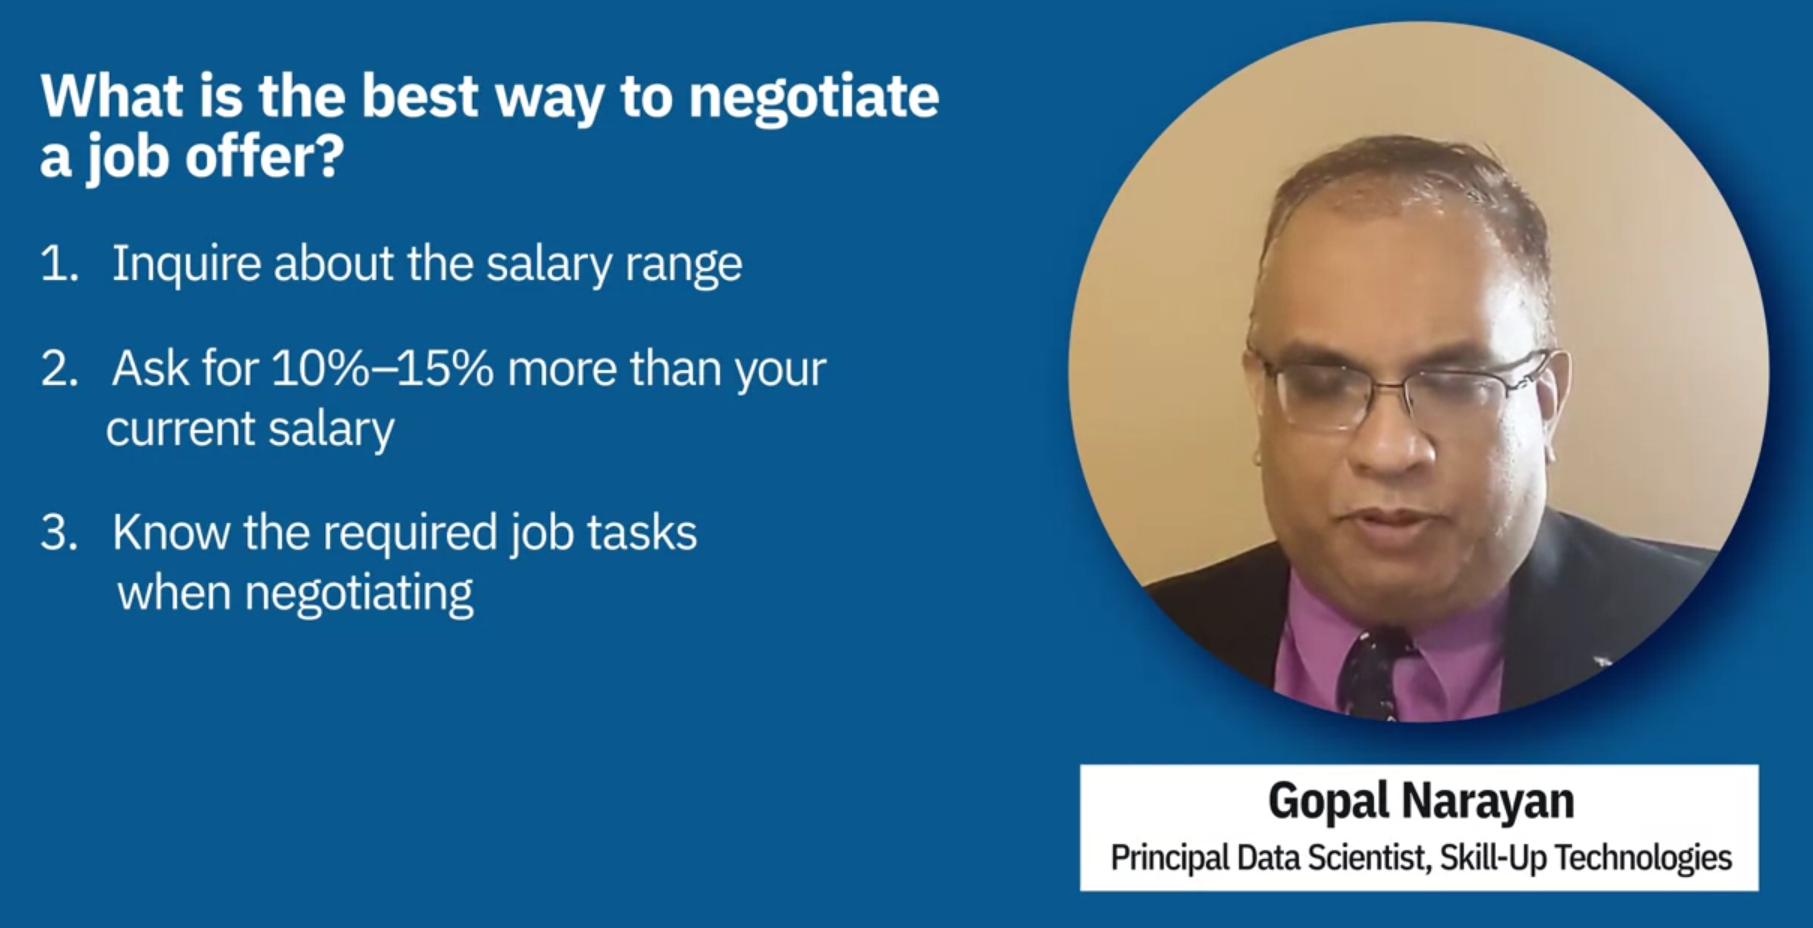 What is the best way to negotiate
a job offer?
1. Inquire about the salary range
2. Ask for 10%–15% more than your
current salary
3. Know the required job tasks
when negotiating
Gopal Narayan
Principal Data Scientist, Skill-Up Technologies